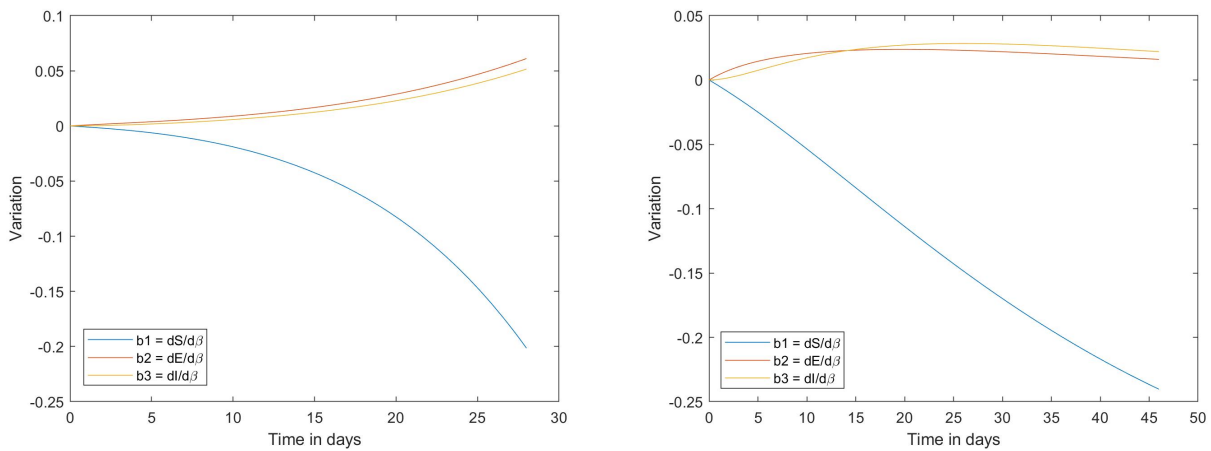 0.1
0.05
0
-0.05
-0.1
-0.15
-0.2
-0.25
Variation
b1 = dS/dβ
b2 = dE/dβ
b3 = dI/dβ
0 5 10 15 20 25 30
Time in days
0.05
0
-0.05
-0.1
-0.15
-0.2
-0.25
Variation
b1 = dS/dβ
b2 = dE/dβ
b3 = dI/dβ
0 5 10 15 20 25 30 35 40 45 50
Time in days